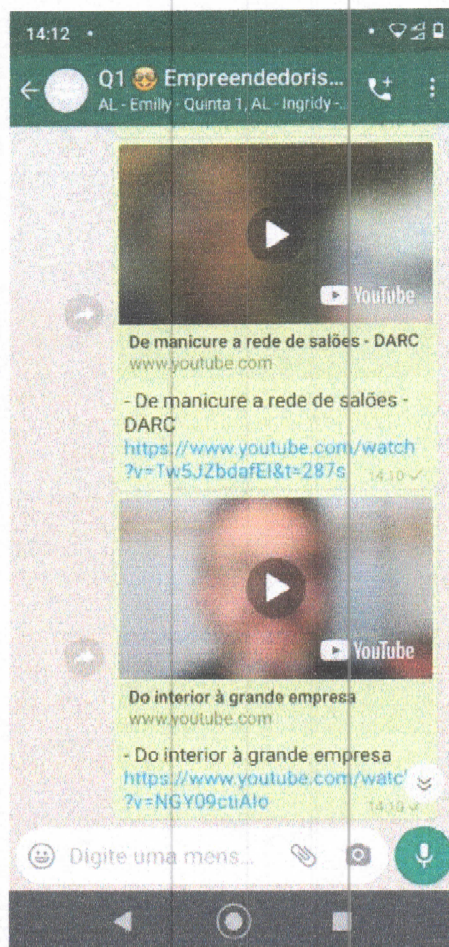 14:12
Q1 🤓 Empreendedoris...
AL - Emilly - Quinta 1, AL - Ingridy -..
YouTube
De manicure a rede de salões - DARC
www.youtube.com
- De manicure a rede de salões -
DARC
https://www.youtube.com/watch
?v=Tw5JZbdafEI&t=287s
14:10
YouTube
Do interior à grande empresa
www.youtube.com
- Do interior à grande empresa
https://www.youtube.com/watc
?v=NGY09ctiAlo
14:10
Digite uma mens...